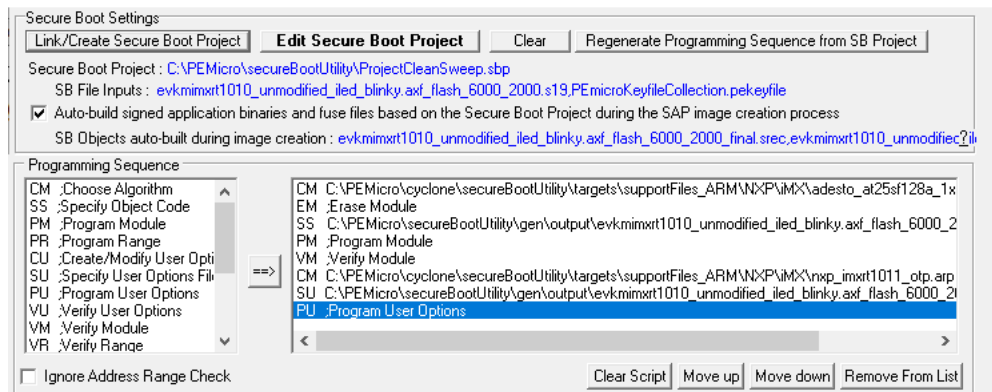 Secure Boot Settings
Link/Create Secure Boot Project Edit Secure Boot Project Clear Regenerate Programming Sequence from SB Project
Secure Boot Project : C:\PEMicro\secureBootUtility\ProjectCleanSweep.sbp
SB File Inputs : evkmimxrt1010_unmodified_iled_blinky.axf_flash_6000_2000.s19,PEmicroKeyfileCollection.pekeyfile
Auto-build signed application binaries and fuse files based on the Secure Boot Project during the SAP image creation process
SB Objects auto-built during image creation : evkmimxrt1010_unmodified_iled_blinky.axf_flash_6000_2000_final.srec,evkmimxrt1010_unmodified ?
Programming Sequence
CM ;Choose Algorithm
SS ;Specify Object Code
PM ;Program Module
PR ;Program Range
CU ;Create/Modify User Opti
SU ;Specify User Options File
PU ;Program User Options
VU ;Verify User Options
VM ;Verify Module
VR ;Verify Range
==>
CM C:\PEMicro\cyclone\secureBootUtility\targets\supportFiles_ARM\NXP\iMX\adesto_at25sf128a_1x
EM ;Erase Module
SS C:\PEMicro\secureBootUtility\gen\output\evkmimxrt1010_unmodified_iled_blinky.axf_flash_6000_2
PM ;Program Module
VM ;Verify Module
CM C:\PEMicro\cyclone\secureBootUtility\targets\supportFiles_ARM\NXP\iMX\nxp_imxrt1011_otp.arp
SU C:\PEMicro\secureBootUtility\gen\output\evkmimxrt1010_unmodified_iled_blinky.axf_flash_6000_2
PU ;Program User Options
Ignore Address Range Check
Clear Script Move up Move down Remove From List